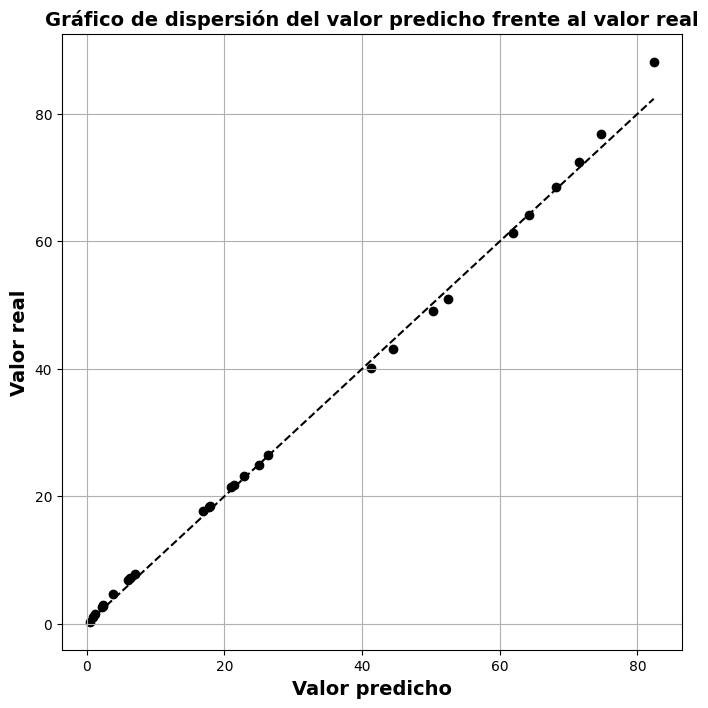 Gráfico de dispersión del valor predicho frente al valor real
Valor real
80
60
40
20
0
0 20 40 60 80
Valor predicho